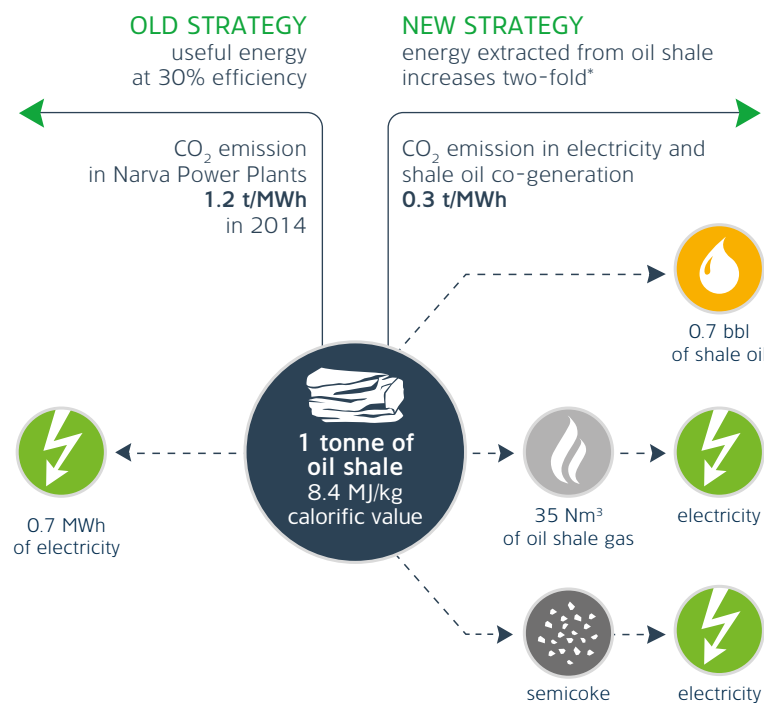 OLD STRATEGY
useful energy
at 30% efficiency
NEW STRATEGY
energy extracted from oil shale
increases two-fold*
CO₂ emission
in Narva Power Plants
1.2 t/MWh
in 2014
CO₂ emission in electricity and
shale oil co-generation
0.3 t/MWh
0.7 bbl
of shale oil
1 tonne of
oil shale
8.4 MJ/kg
calorific value
0.7 MWh
of electricity
35 Nm³
of oil shale gas
electricity
semicoke
electricity